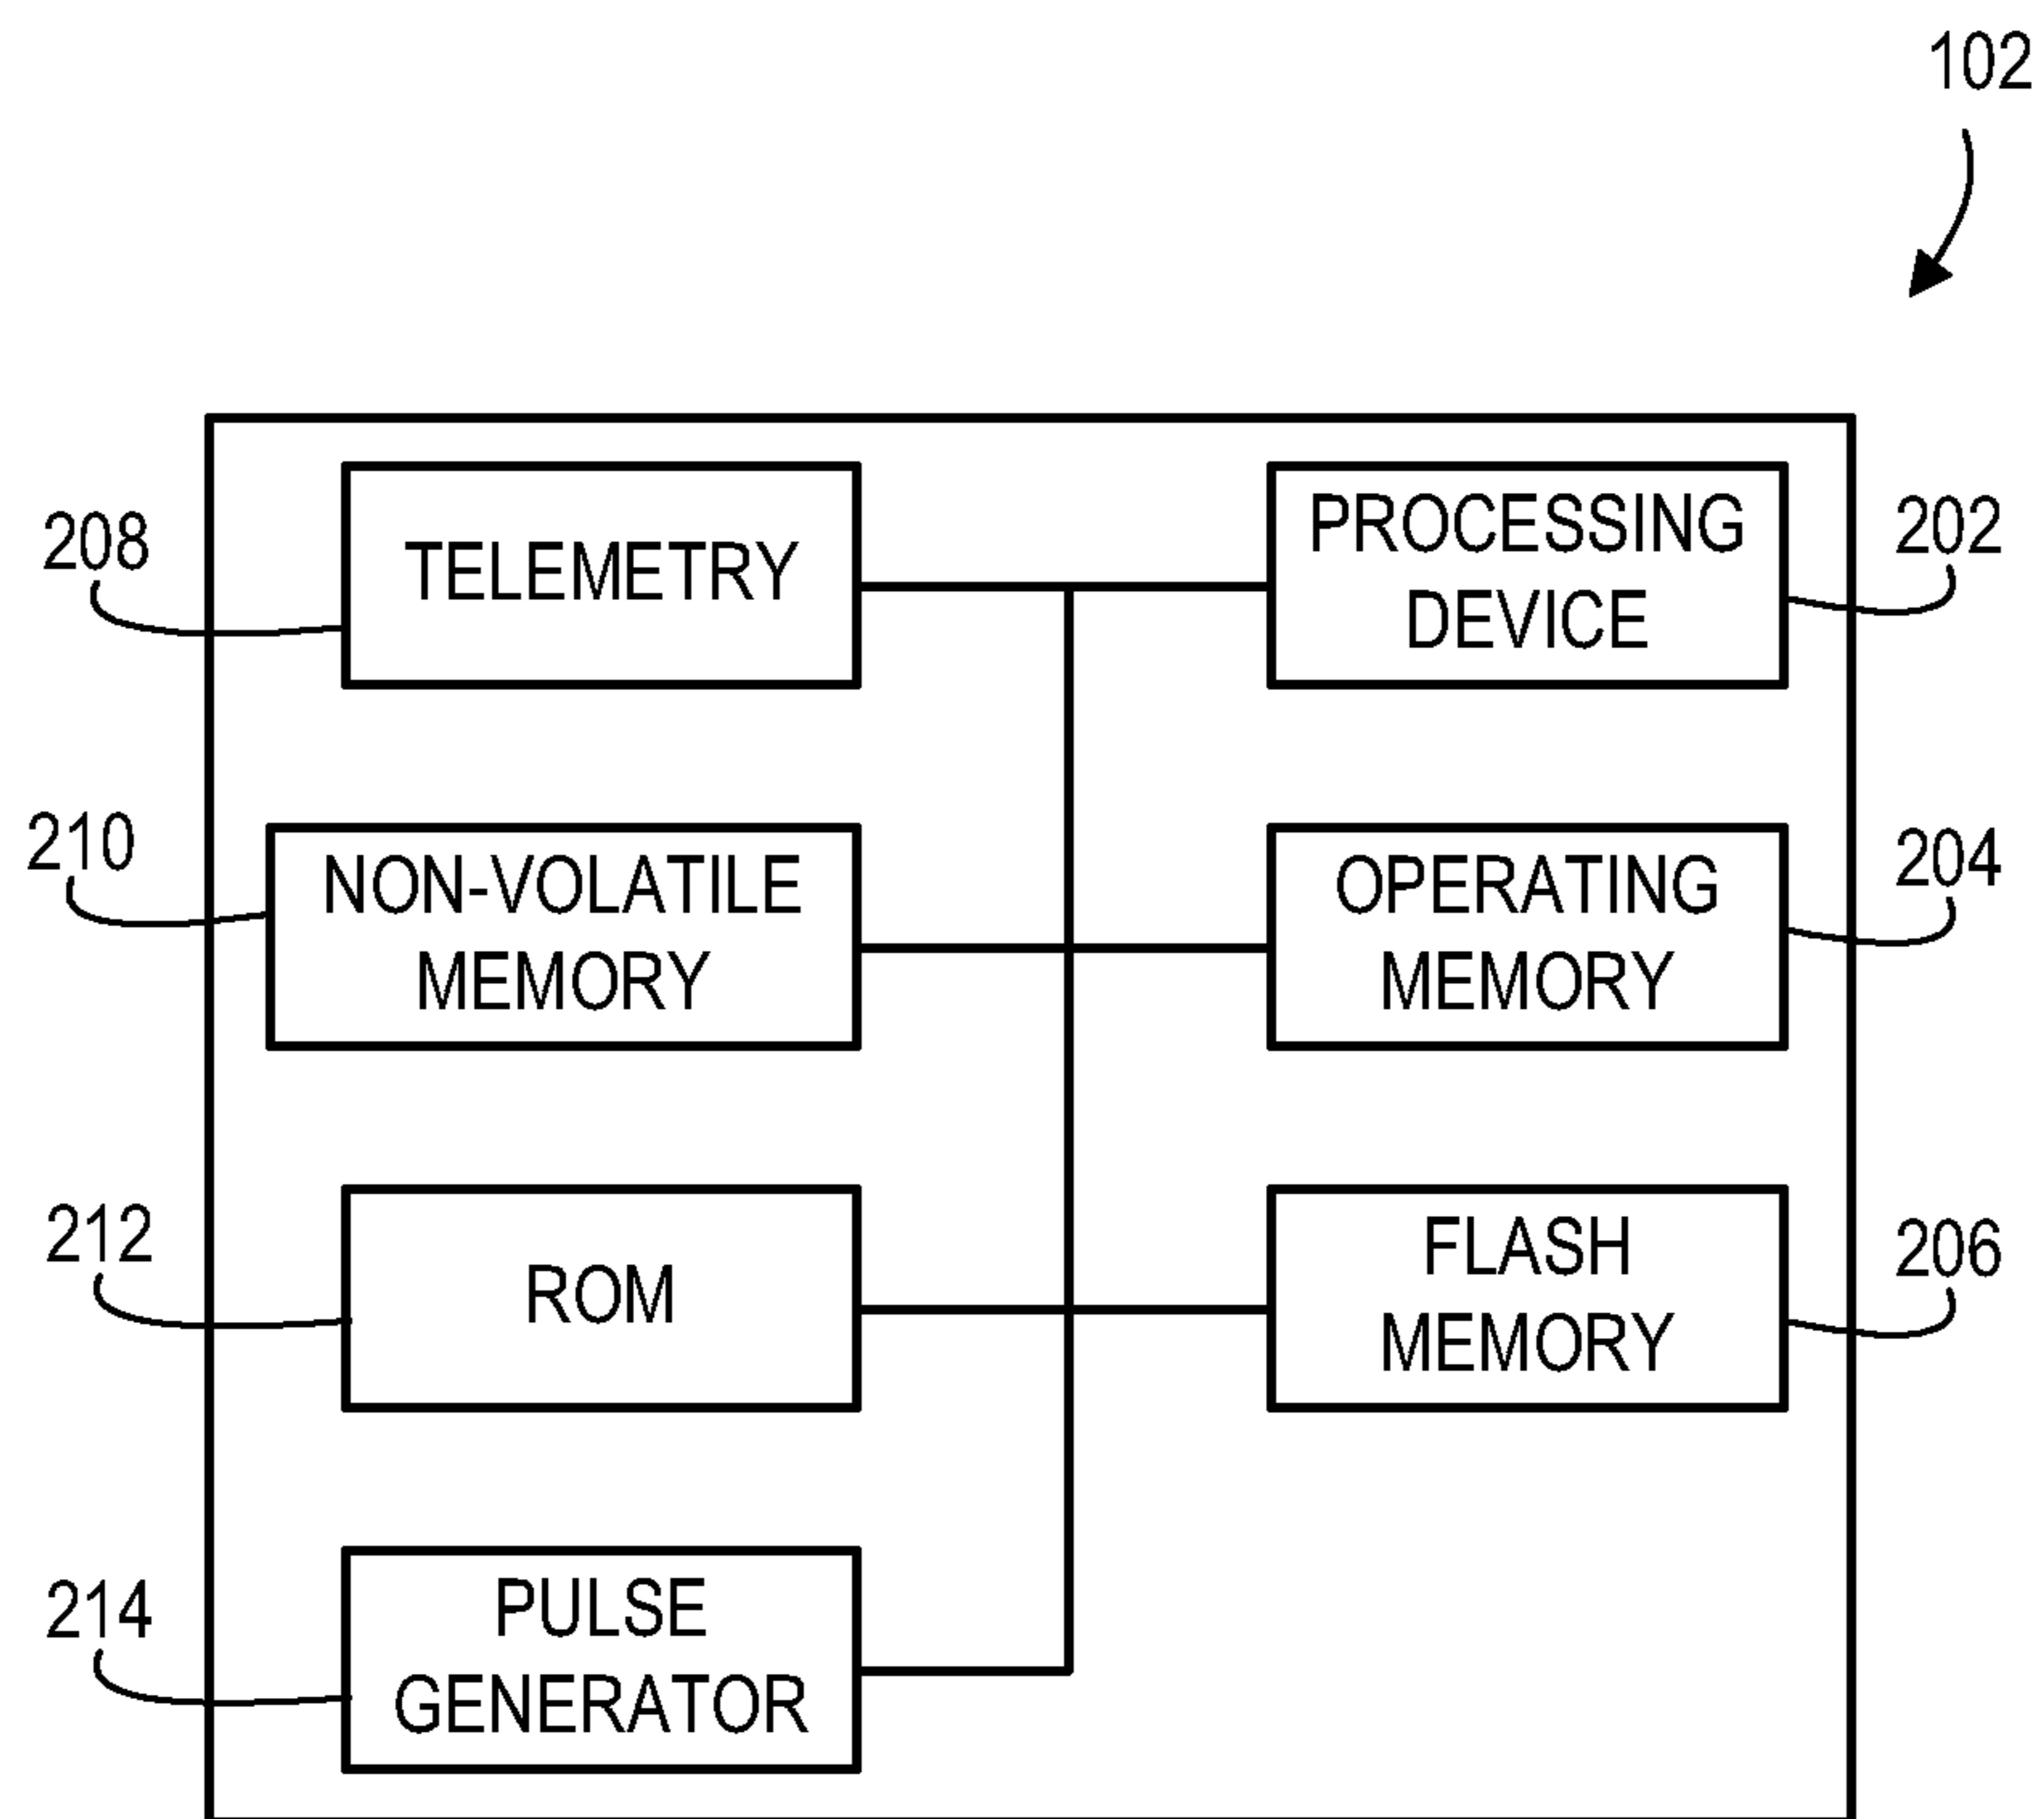 102
208
TELEMETRY
PROCESSING
DEVICE
202
210
NON-VOLATILE
MEMORY
OPERATING
MEMORY
204
212
ROM
FLASH
MEMORY
206
214
PULSE
GENERATOR